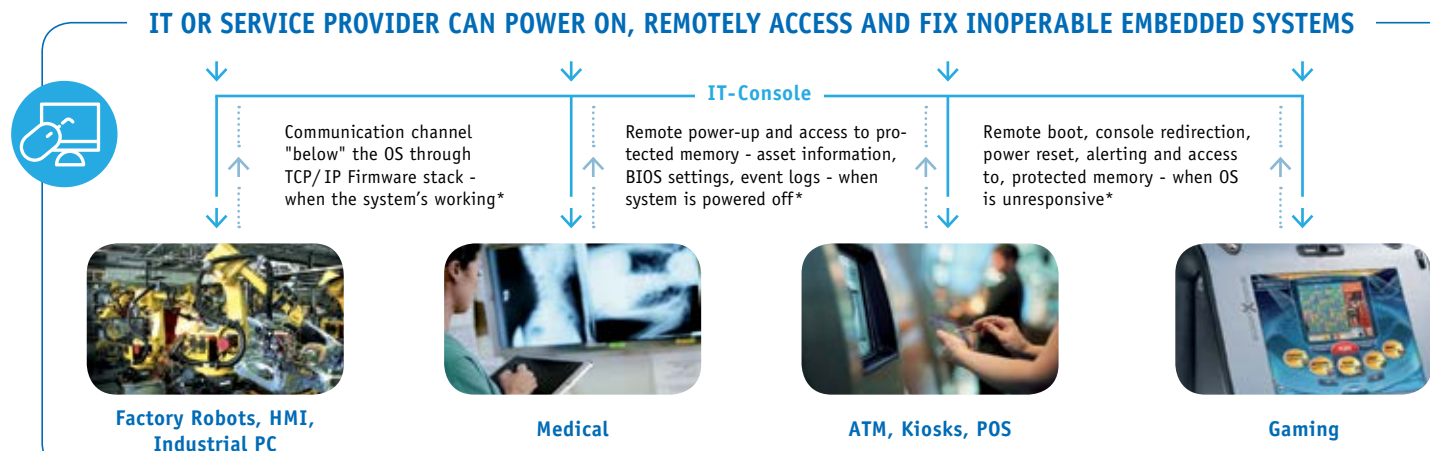 IT OR SERVICE PROVIDER CAN POWER ON, REMOTELY ACCESS AND FIX INOPERABLE EMBEDDED SYSTEMS
IT-Console
Communication channel
"below" the OS through
TCP/IP Firmware stack -
when the system's working*
Remote power-up and access to pro-
tected memory - asset information,
BIOS settings, event logs - when
system is powered off*
Remote boot, console redirection,
power reset, alerting and access
to, protected memory - when OS
is unresponsive*
Factory Robots, HMI,
Industrial PC
Medical
ATM, Kiosks, POS
Gaming